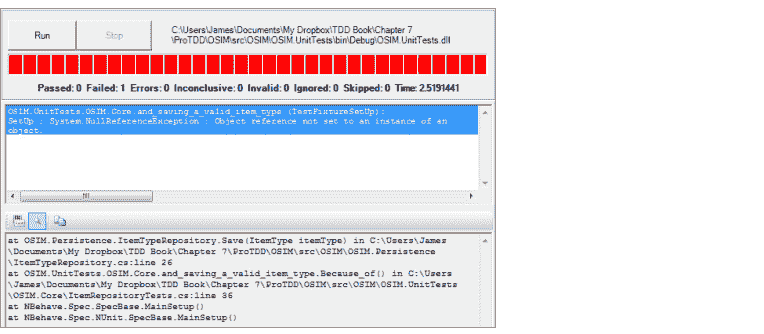 Run
Stop
C:\Users\James\Documents\My Dropbox\TDD Book\Chapter 7
\ProTDD\OSIM\src\OSIM\OSIM.UnitTests\bin\Debug\OSIM.UnitTests.dll
Passed: 0 Failed: 1 Errors: 0 Inconclusive: 0 Invalid: 0 Ignored: 0 Skipped: 0 Time: 2.5191441
OSIM.UnitTests.OSIM.Core.and_saving_a_valid_item_type (TestFixtureSetUp):
SetUp : System.NullReferenceException : Object reference not set to an instance of an
object.
at OSIM.Persistence.ItemTypeRepository.Save(ItemType itemType) in C:\Users\James
\Documents\My Dropbox\TDD Book\Chapter 7\ProTDD\OSIM\src\OSIM\OSIM.Persistence
\ItemTypeRepository.cs:line 26
at OSIM.UnitTests.OSIM.Core.and_saving_a_valid_item_type.Because_of() in C:\Users
\James\Documents\My Dropbox\TDD Book\Chapter 7\ProTDD\OSIM\src\OSIM\OSIM.UnitTests
\OSIM.Core\ItemRepositoryTests.cs:line 36
at NBehave.Spec.SpecBase.MainSetup()
at NBehave.Spec.NUnit.SpecBase.MainSetup()